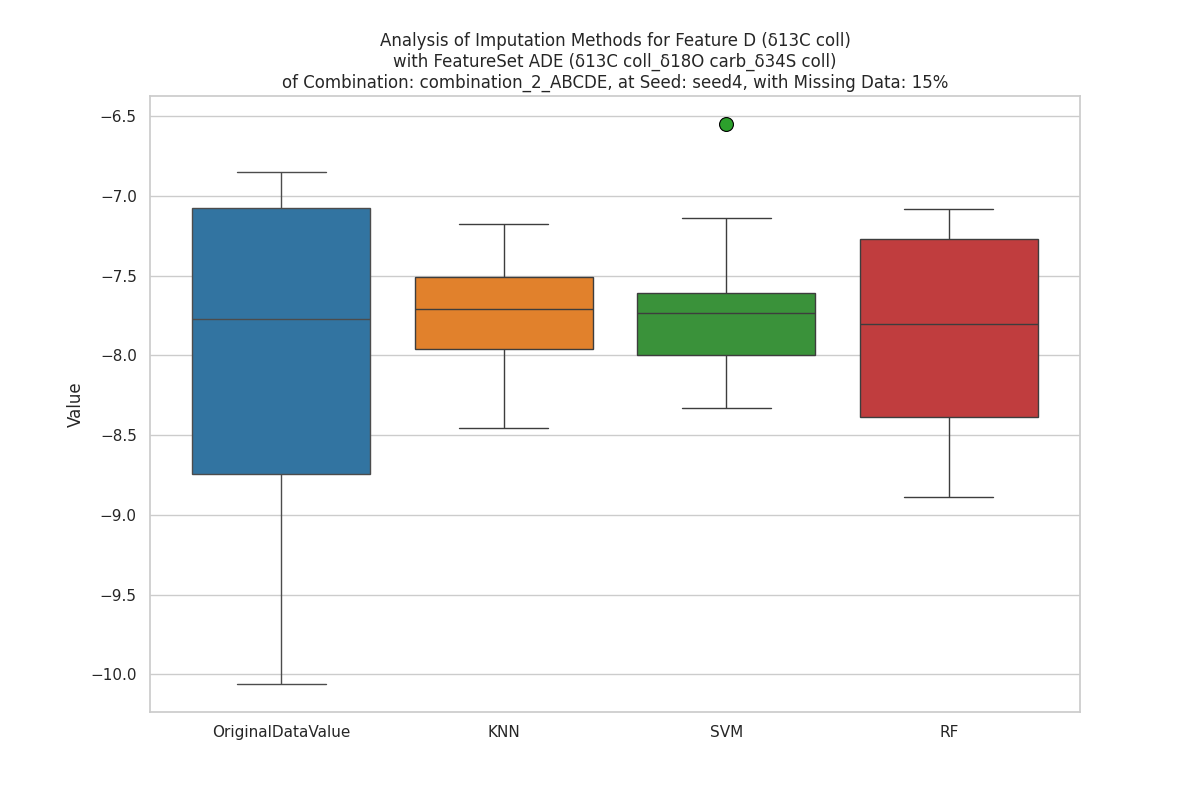 Analysis of Imputation Methods for Feature D (δ13C coll)
with FeatureSet ADE (δ13C coll_δ18O carb_δ34S coll)
of Combination: combination_2_ABCDE, at Seed: seed4, with Missing Data: 15%
−6.5
−7.0
−7.5
−8.0
−8.5
−9.0
−9.5
−10.0
Value
OriginalDataValue
KNN
SVM
RF